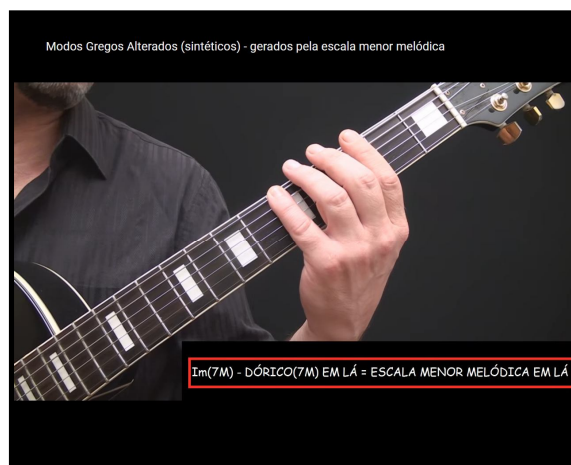 Modos Gregos Alterados (sintéticos) - gerados pela escala menor melódica
Im(7M) - DÓRICO(7M) EM LÁ = ESCALA MENOR MELÓDICA EM LÁ